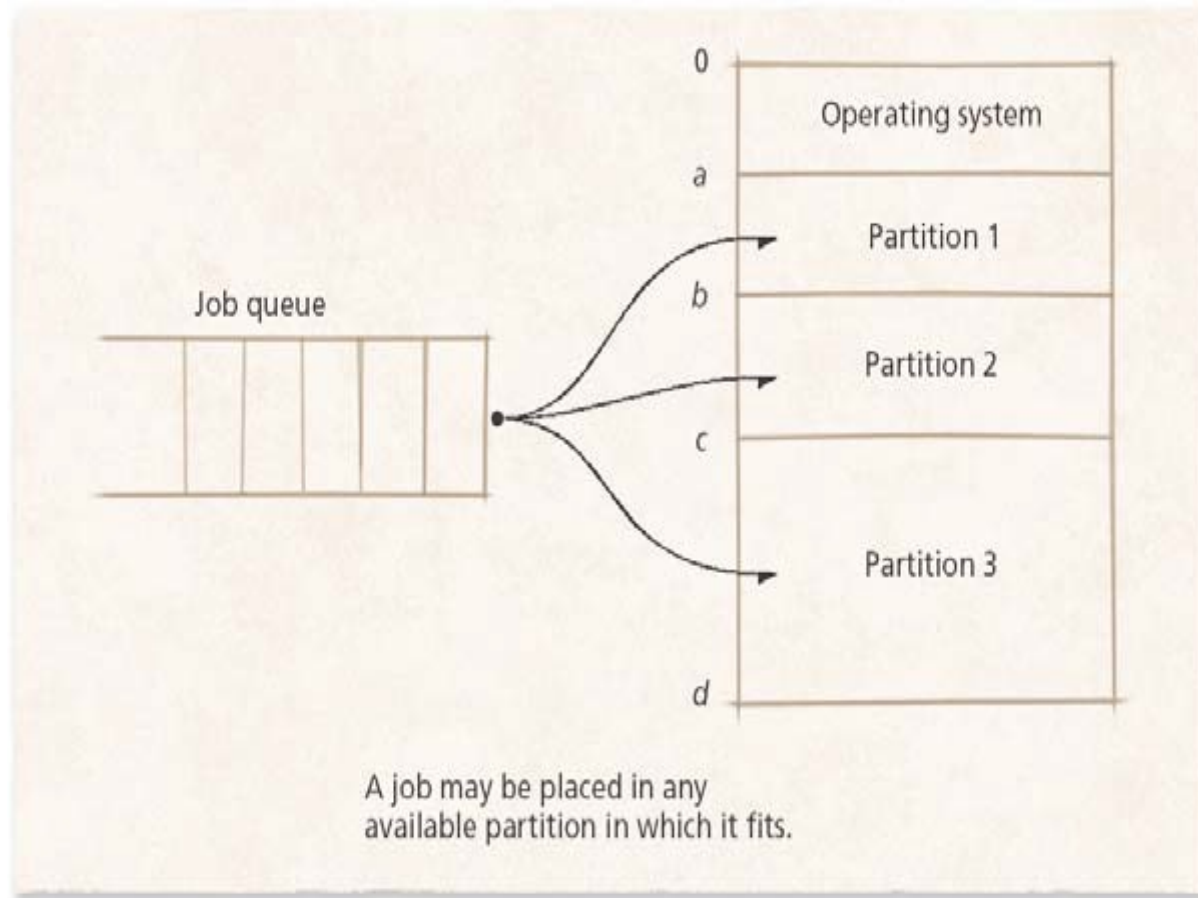 0
Operating system
a
Partition 1
Job queue
b
Partition 2
c
Partition 3
d
A job may be placed in any
available partition in which it fits.